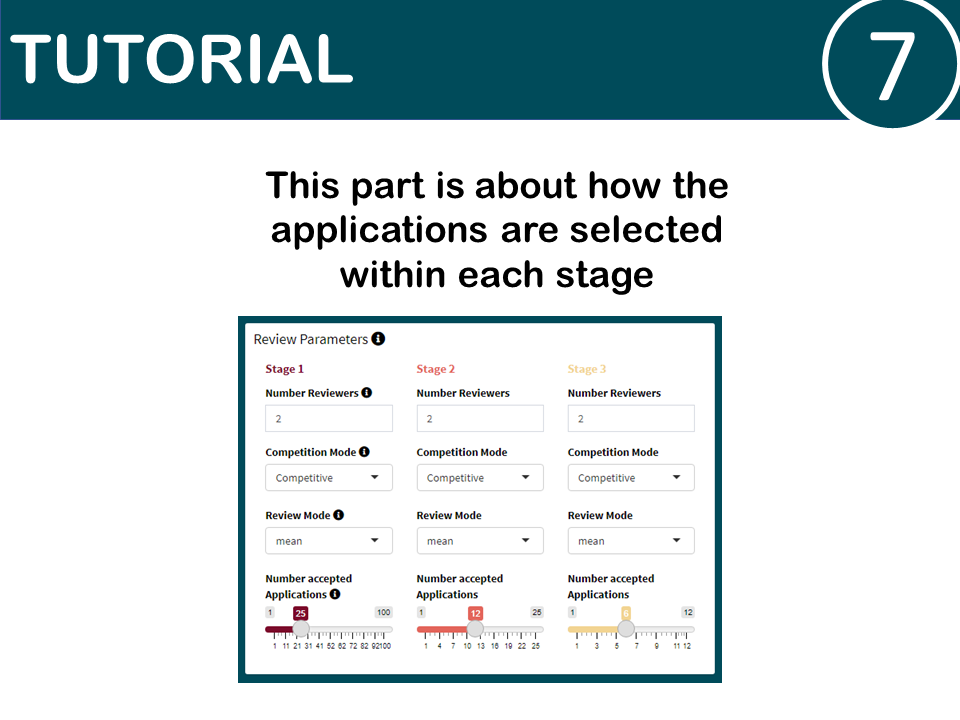 TUTORIAL
7
This part is about how the
applications are selected
within each stage
Review Parameters
Stage 1 Stage 2 Stage 3
Number Reviewers Number Reviewers Number Reviewers
2 2 2
Competition Mode Competition Mode Competition Mode
Competitive Competitive Competitive
Review Mode Review Mode Review Mode
mean mean mean
Number accepted Number accepted Number accepted
Applications Applications Applications
1 25 100 1 12 25 1 6 12
1 11 21 31 41 52 62 72 82 92100 1 4 7 10 13 16 19 22 25 1 3 5 7 9 11 12